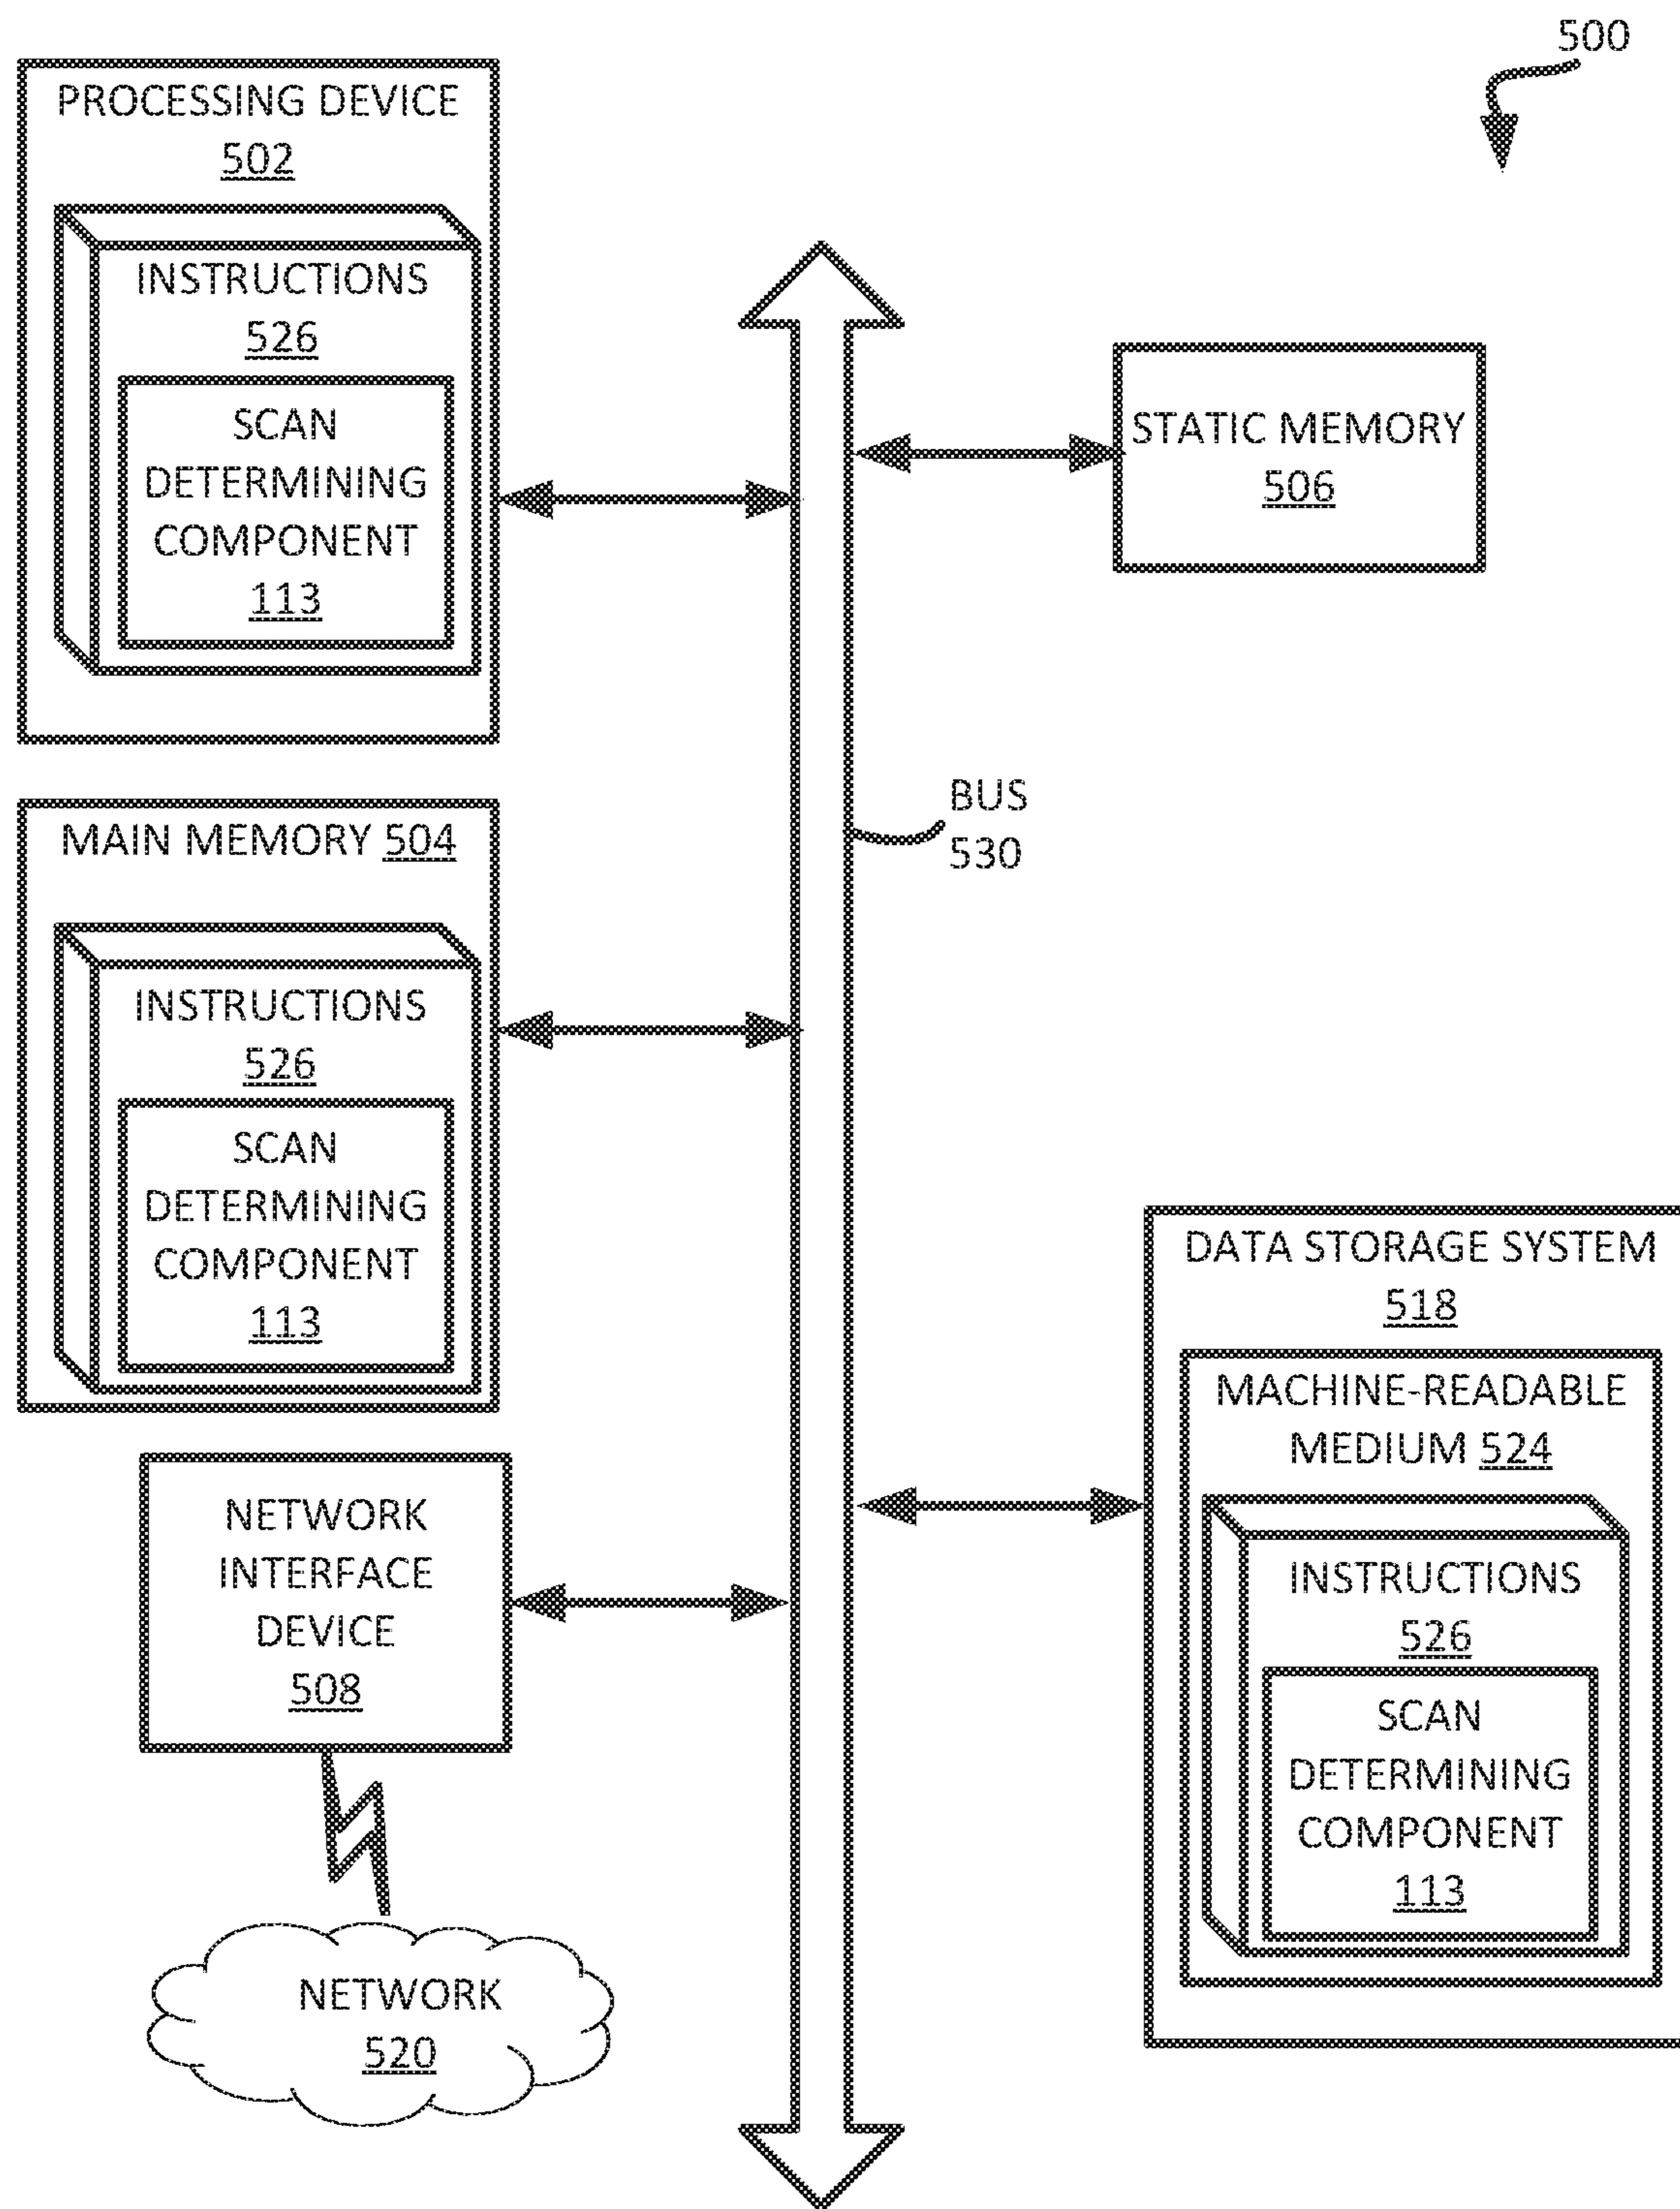 500
PROCESSING DEVICE
502
INSTRUCTIONS
526
SCAN
DETERMINING
COMPONENT
113
STATIC MEMORY
506
BUS
530
MAIN MEMORY 504
INSTRUCTIONS
526
SCAN
DETERMINING
COMPONENT
113
DATA STORAGE SYSTEM
518
MACHINE-READABLE
MEDIUM 524
INSTRUCTIONS
526
SCAN
DETERMINING
COMPONENT
113
NETWORK
INTERFACE
DEVICE
508
NETWORK
520